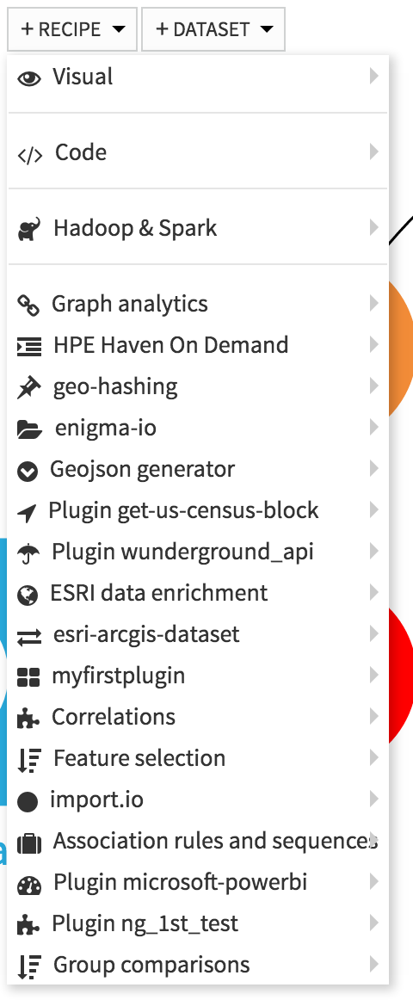 + RECIPE
+ DATASET
Visual
Code
Hadoop & Spark
Graph analytics
HPE Haven On Demand
geo-hashing
enigma-io
Geojson generator
Plugin get-us-census-block
Plugin wunderground_api
ESRI data enrichment
esri-arcgis-dataset
myfirstplugin
Correlations
Feature selection
import.io
a
Association rules and sequences
Plugin microsoft-powerbi
Plugin ng_1st_test
Group comparisons